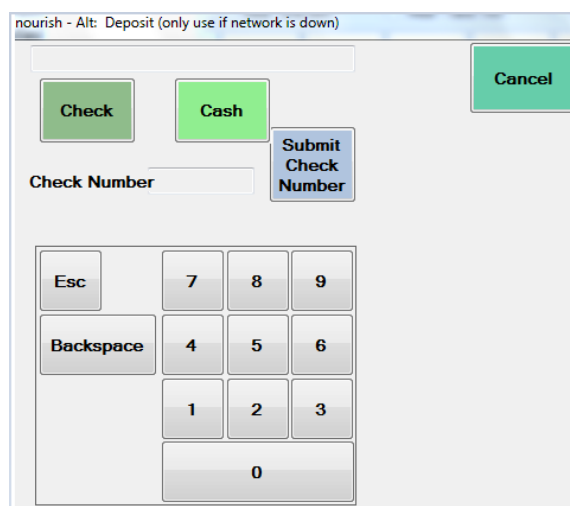 nourish - Alt:  Deposit (only use if network is down)
Cancel
Check
Cash
Submit
Check
Number
Check Number
Esc
7
8
9
Backspace
4
5
6
1
2
3
0